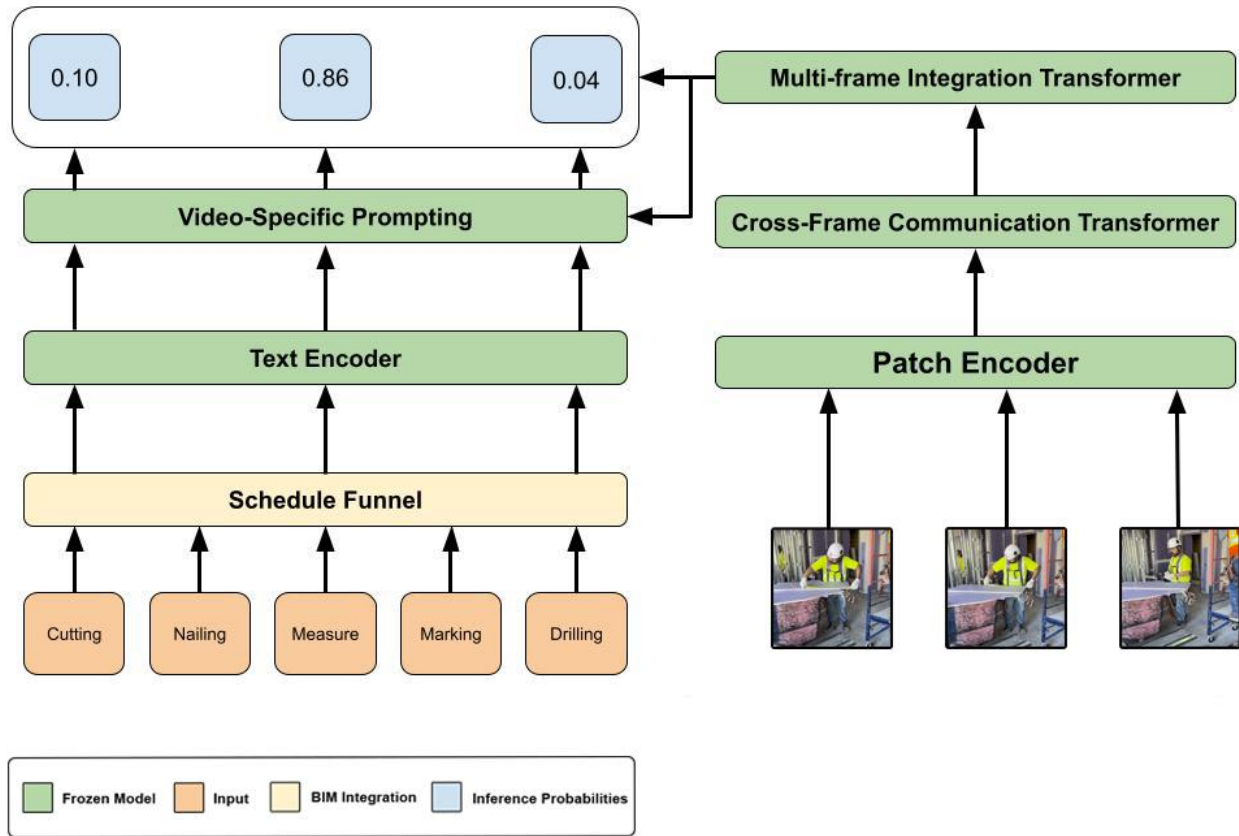 0.10
0.86
0.04
Multi-frame Integration Transformer
Video-Specific Prompting
Cross-Frame Communication Transformer
Text Encoder
Patch Encoder
Schedule Funnel
Cutting
Nailing
Measure
Marking
Drilling
Frozen Model
Input
BIM Integration
Inference Probabilities